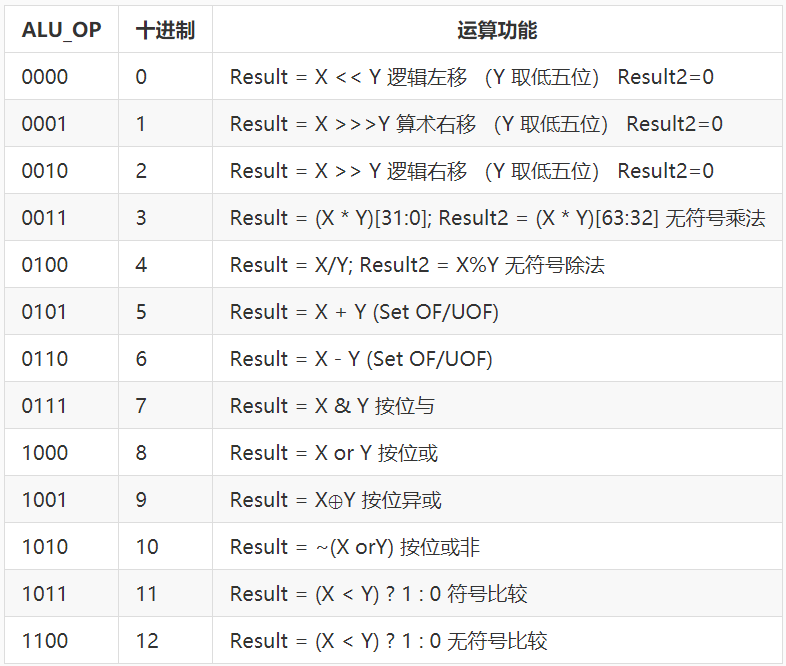 ALU_OP 十进制 运算功能
0000 0 Result = X << Y 逻辑左移 （Y 取低五位） Result2=0
0001 1 Result = X >>>Y 算术右移 （Y 取低五位） Result2=0
0010 2 Result = X >> Y 逻辑右移 （Y 取低五位） Result2=0
0011 3 Result = (X * Y)[31:0]; Result2 = (X * Y)[63:32] 无符号乘法
0100 4 Result = X/Y; Result2 = X%Y 无符号除法
0101 5 Result = X + Y (Set OF/UOF)
0110 6 Result = X - Y (Set OF/UOF)
0111 7 Result = X & Y 按位与
1000 8 Result = X or Y 按位或
1001 9 Result = X⊕Y 按位异或
1010 10 Result = ~(X orY) 按位或非
1011 11 Result = (X < Y) ? 1 : 0 符号比较
1100 12 Result = (X < Y) ? 1 : 0 无符号比较